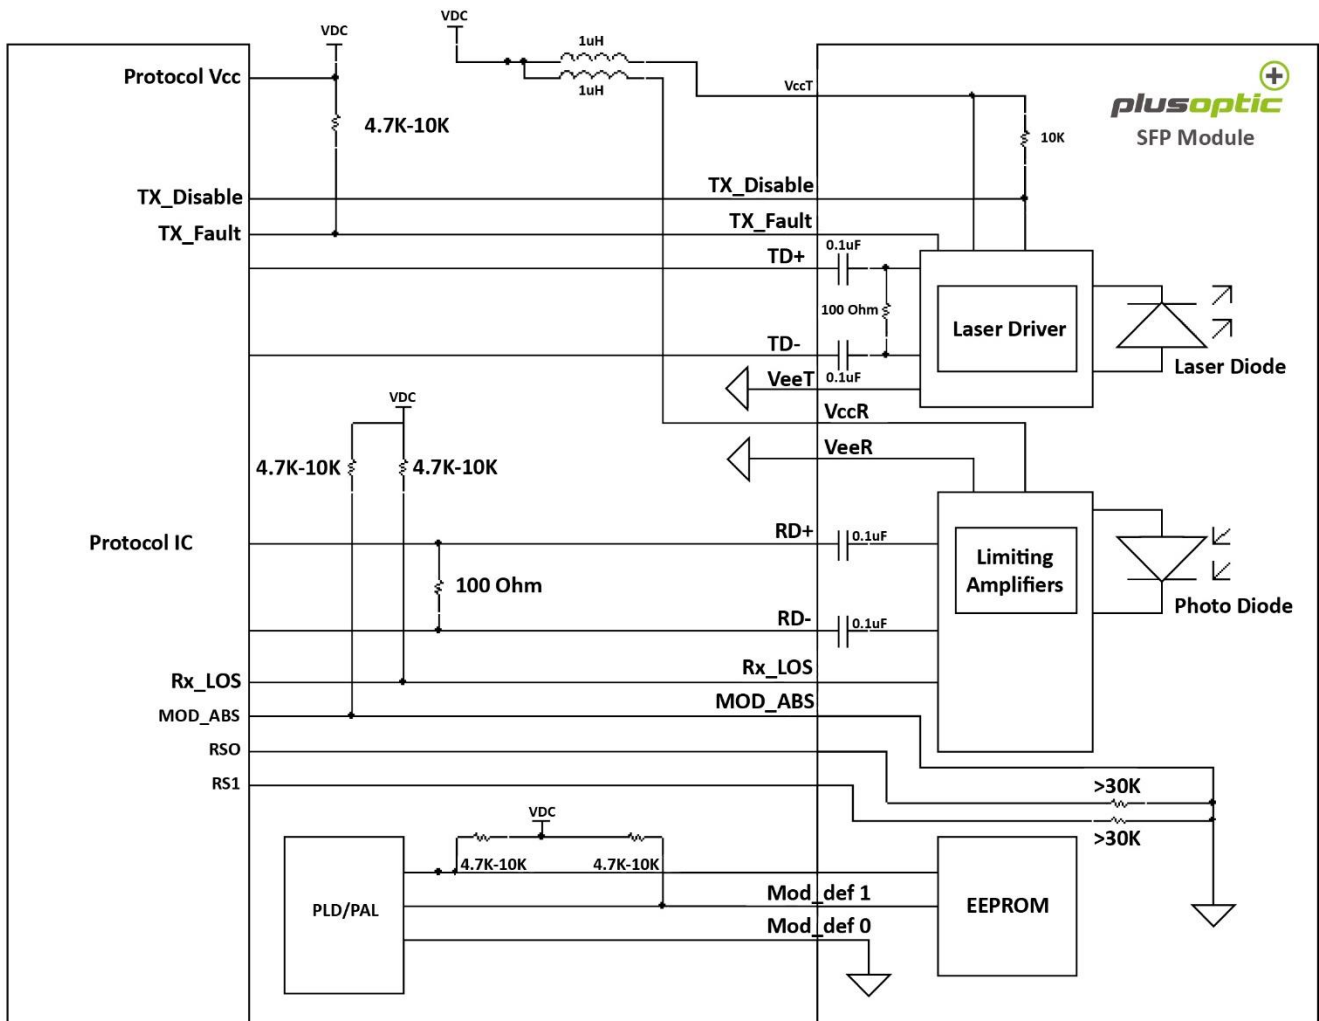 VDC
VDC
1uH
1uH
Protocol Vcc
VccT
plusoptic
SFP Module
4.7K-10K
10K
TX_Disable
TX_Disable
TX_Fault
TX_Fault
0.1uF
TD+
100 Ohm
Laser Driver
TD-
0.1uF
Laser Diode
VeeT
VccR
VDC
VeeR
4.7K-10K
4.7K-10K
Protocol IC
RD+
0.1uF
Limiting
Amplifiers
100 Ohm
Photo Diode
RD-
0.1uF
Rx_LOS
Rx_LOS
MOD_ABS
MOD_ABS
RSO
RS1
>30K
>30K
VDC
4.7K-10K
4.7K-10K
Mod_def 1
PLD/PAL
EEPROM
Mod_def 0